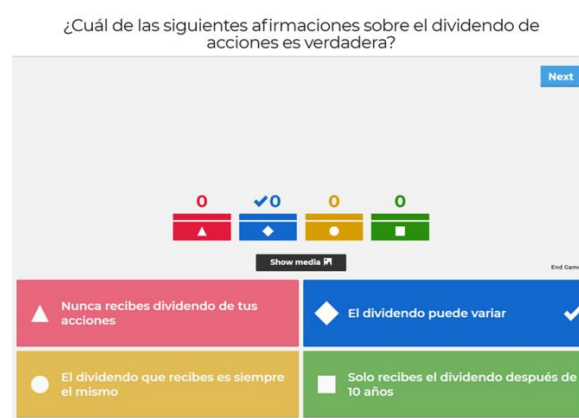 ¿Cuál de las siguientes afirmaciones sobre el dividendo de
acciones es verdadera?
Next
0
0
0
0
Show media
End Game
Nunca recibes dividendo de tus
acciones
El dividendo puede variar
El dividendo que recibes es siempre
el mismo
Solo recibes el dividendo después de
10 años